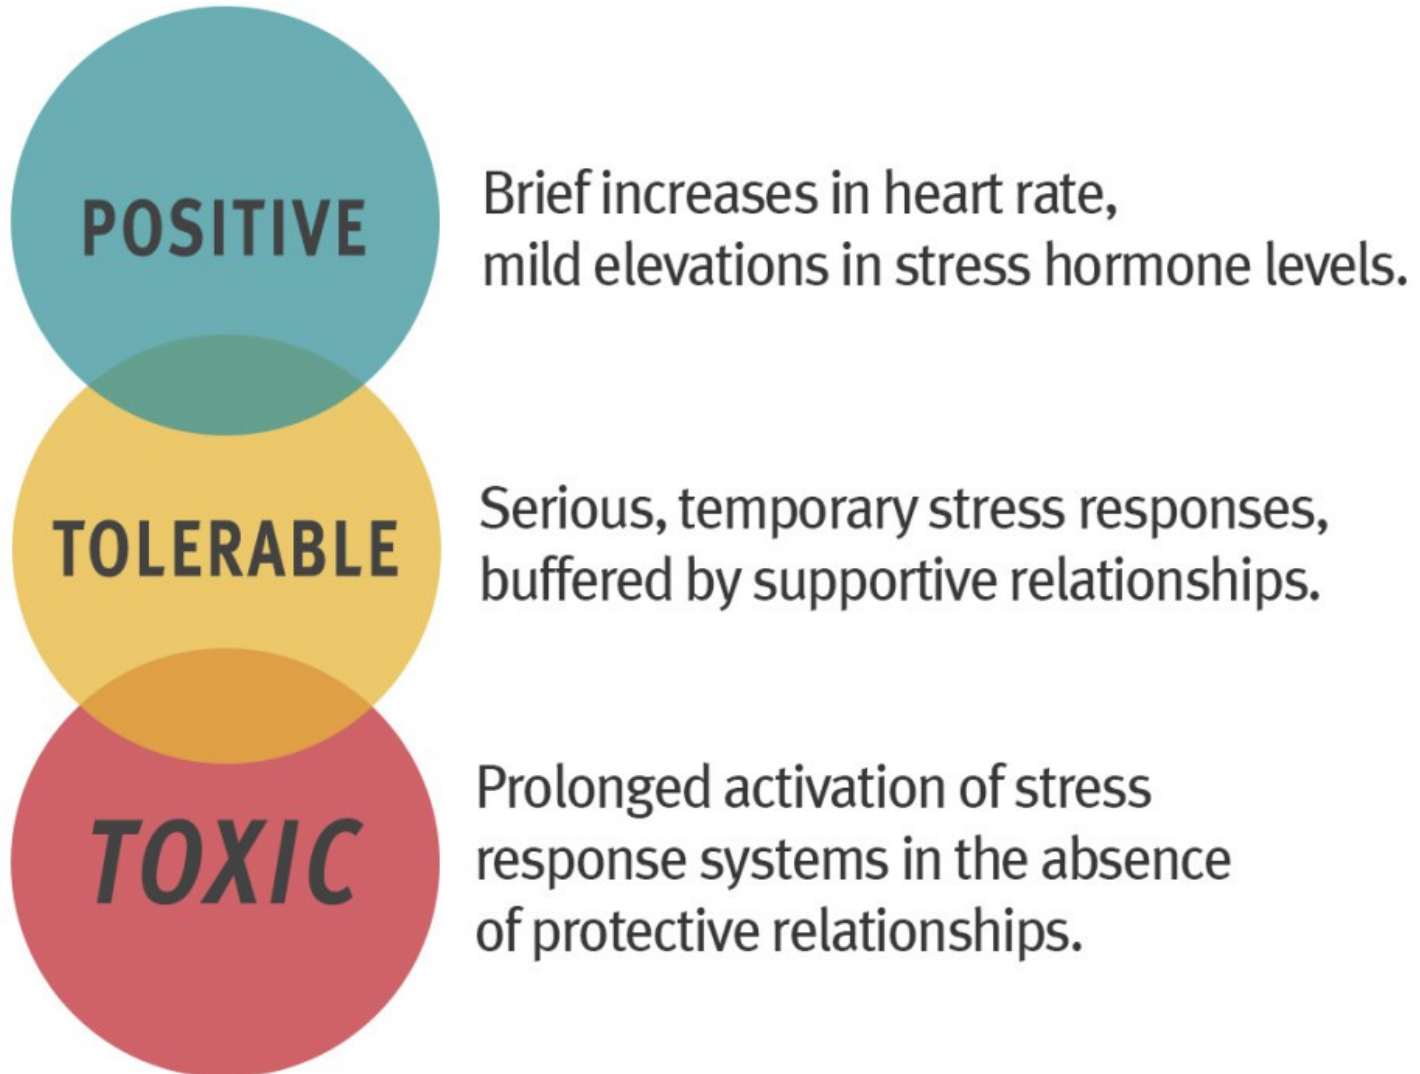 POSITIVE
Brief increases in heart rate,
mild elevations in stress hormone levels.
TOLERABLE
Serious, temporary stress responses,
buffered by supportive relationships.
TOXIC
Prolonged activation of stress
response systems in the absence
of protective relationships.